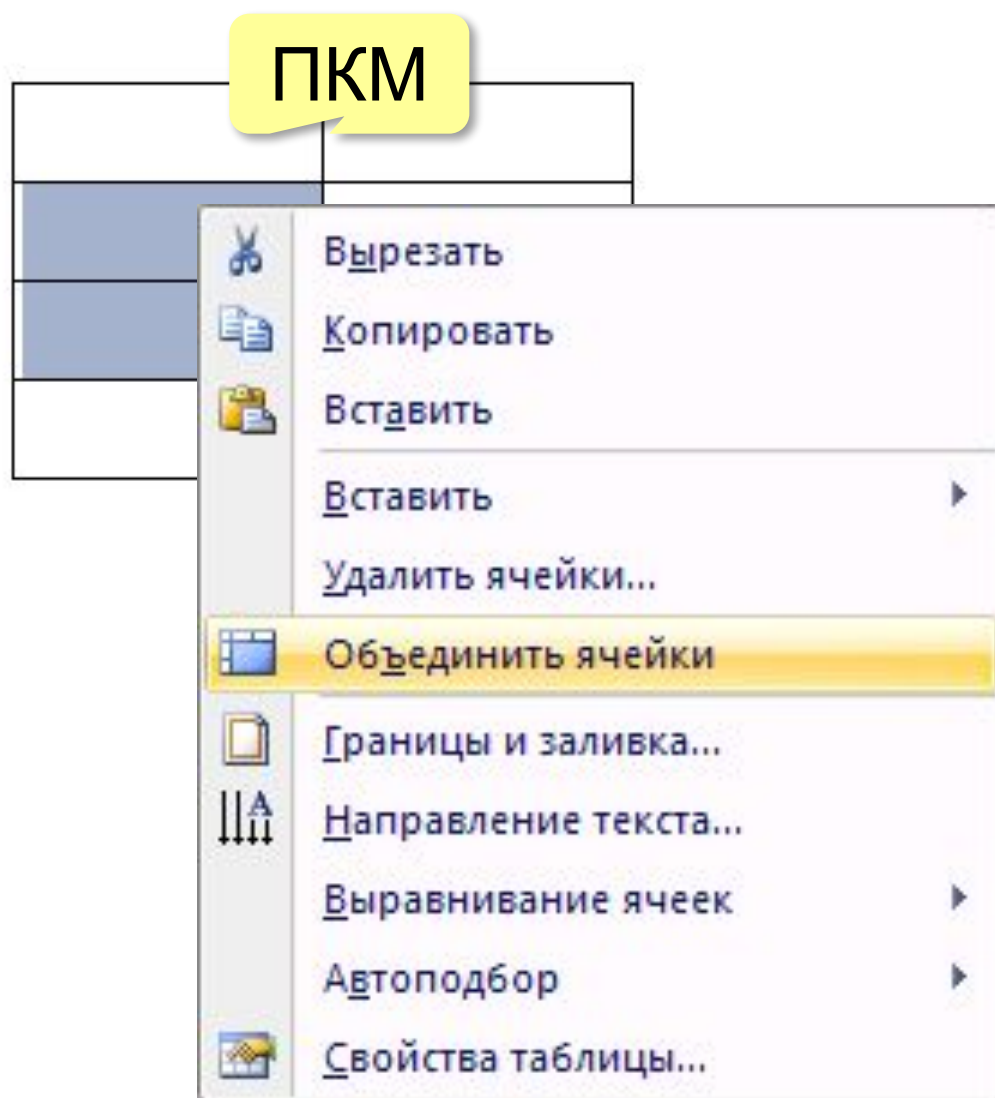 ПКМ
Вырезать
Копировать
Вставить
Вставить
Удалить ячейки...
Объединить ячейки
Границы и заливка...
Направление текста...
Выравнивание ячеек
Автоподбор
Свойства таблицы...